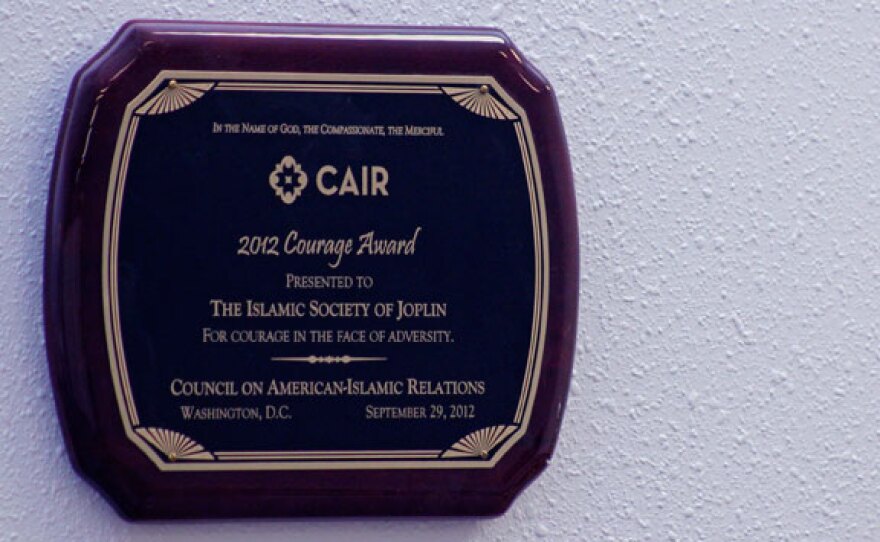 In the Name of God, the Compassionate, the Merciful
CAIR
2012 Courage Award
Presented to
The Islamic Society of Joplin
For courage in the face of adversity.
Council on American-Islamic Relations
Washington, D.C. September 29, 2012